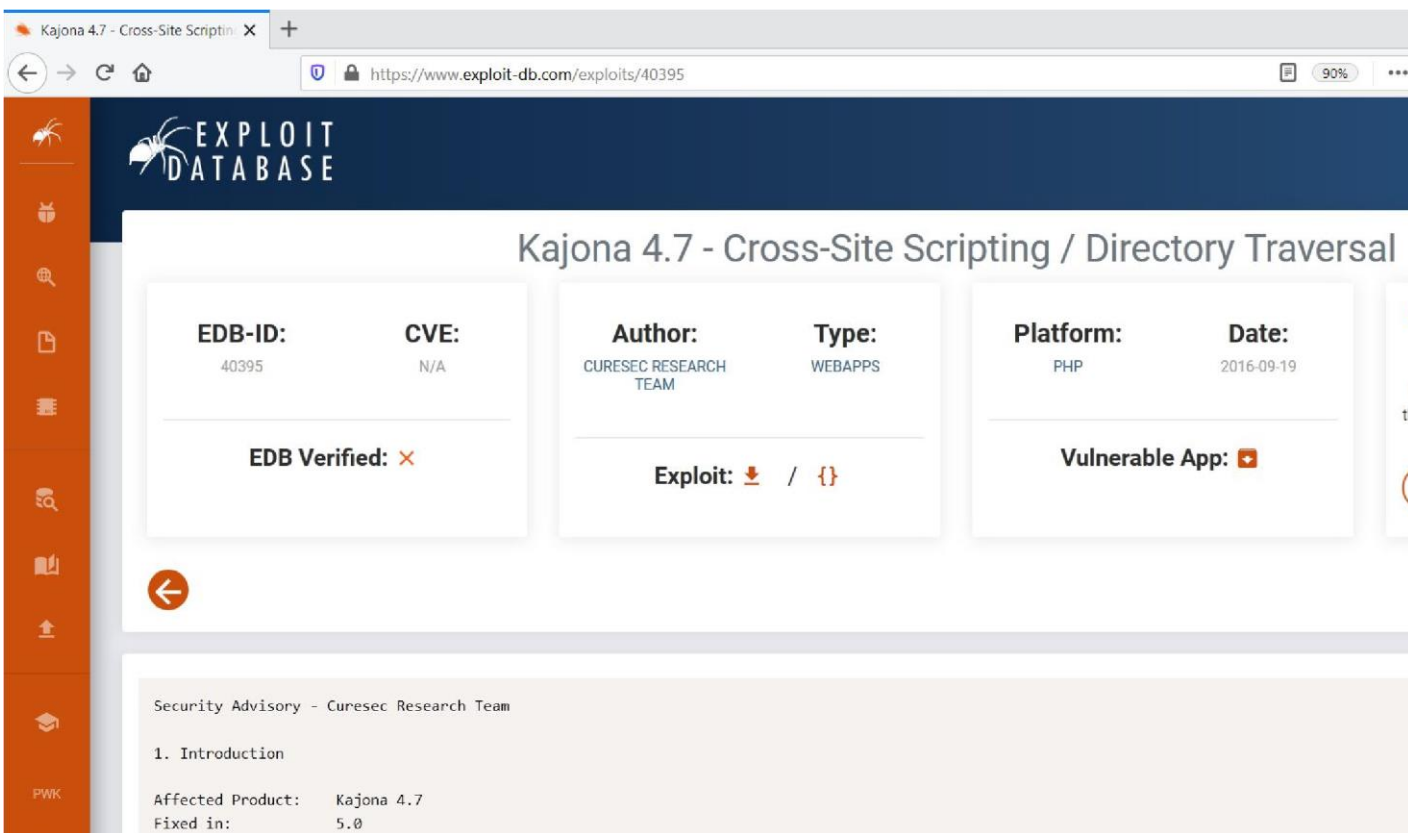 Kajona 4.7 - Cross-Site Scriptin
https://www.exploit-db.com/exploits/40395
90%
EXPLOIT
DATABASE
Kajona 4.7 - Cross-Site Scripting / Directory Traversal
EDB-ID:
40395
CVE:
N/A
EDB Verified: ×
Author:
CURESEC RESEARCH
TEAM
Type:
WEBAPPS
Exploit: / {}
Platform:
PHP
Date:
2016-09-19
Vulnerable App:
t
PWK
Security Advisory - Curesec Research Team
1. Introduction
Affected Product: Kajona 4.7
Fixed in: 5.0